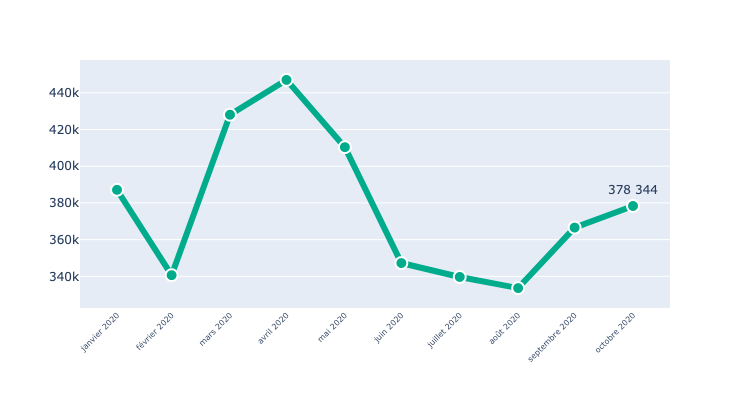 440k
420k
400k
380k
360k
340k
378 344
janvier 2020
février 2020
mars 2020
avril 2020
mai 2020
juin 2020
juillet 2020
août 2020
septembre 2020
octobre 2020